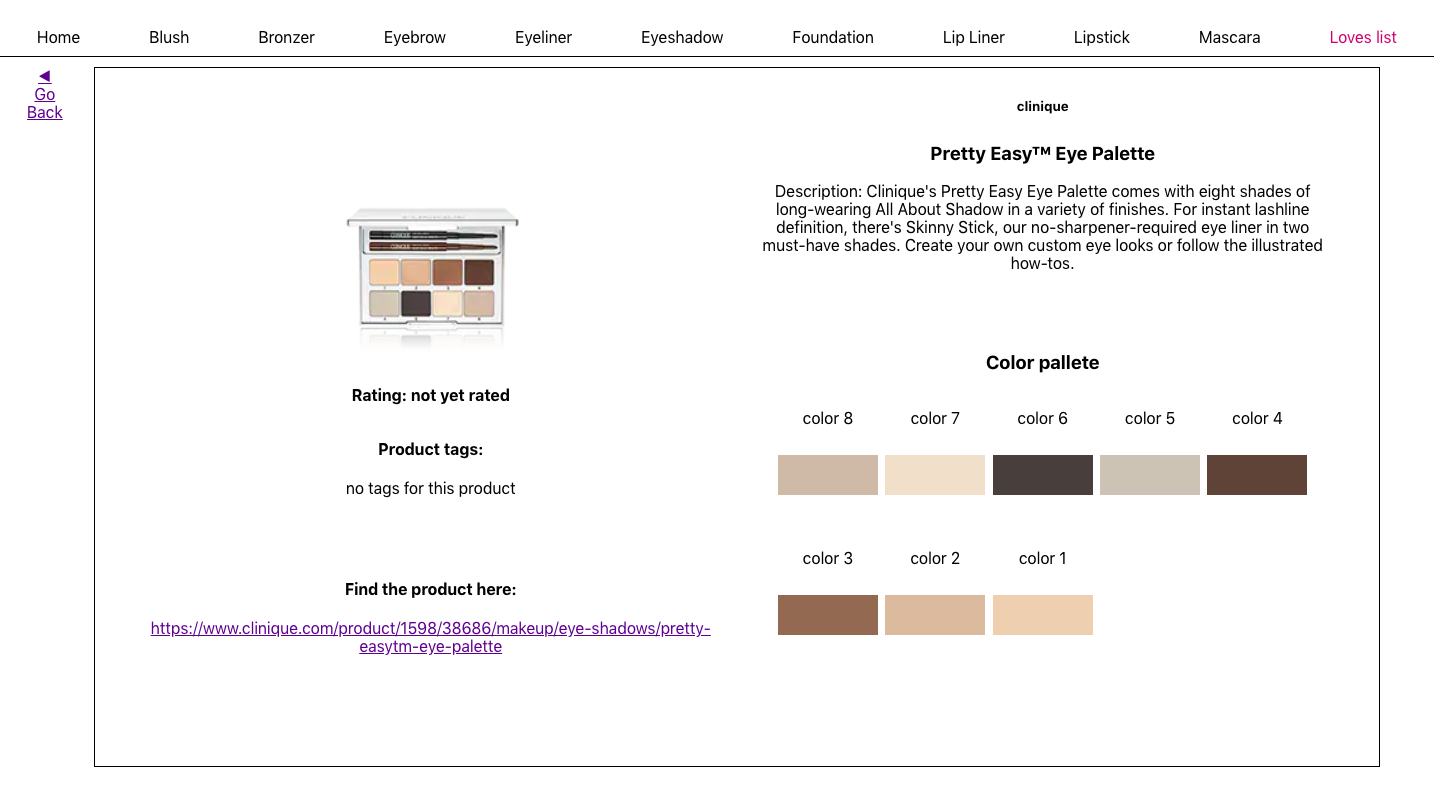 Home Blush Bronzer Eyebrow Eyeliner Eyeshadow Foundation Lip Liner Lipstick Mascara Loves list
◄
Go
Back
CLINIQUE
Rating: not yet rated
Product tags:
no tags for this product
Find the product here:
https://www.clinique.com/product/1598/38686/makeup/eye-shadows/pretty-
easytm-eye-palette
clinique
Pretty Easy™ Eye Palette
Description: Clinique's Pretty Easy Eye Palette comes with eight shades of
long-wearing All About Shadow in a variety of finishes. For instant lashline
definition, there's Skinny Stick, our no-sharpener-required eye liner in two
must-have shades. Create your own custom eye looks or follow the illustrated
how-tos.
Color pallete
color 8 color 7 color 6 color 5 color 4
color 3 color 2 color 1